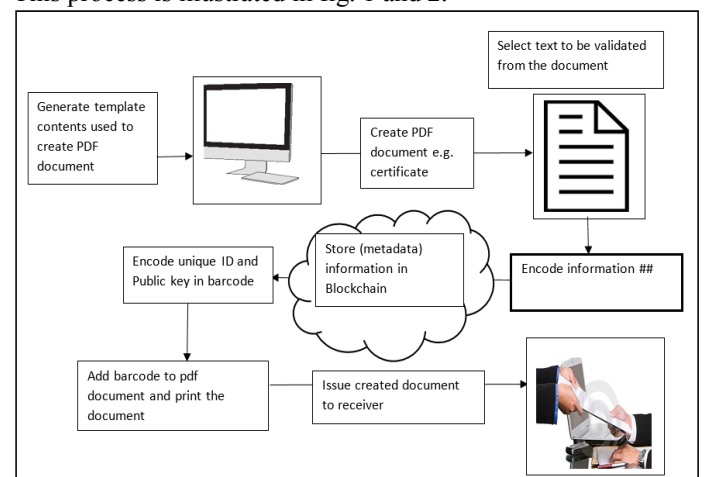 This process is illustrated in fig. 1 and 2.
Select text to be validated
from the document
Generate template
contents used to
create PDF
document
Create PDF
document e.g.
certificate
Encode unique ID and
Public key in barcode
Store (metadata)
information in
Blockchain
Encode information ##
Add barcode to pdf
document and print the
document
Issue created document
to receiver